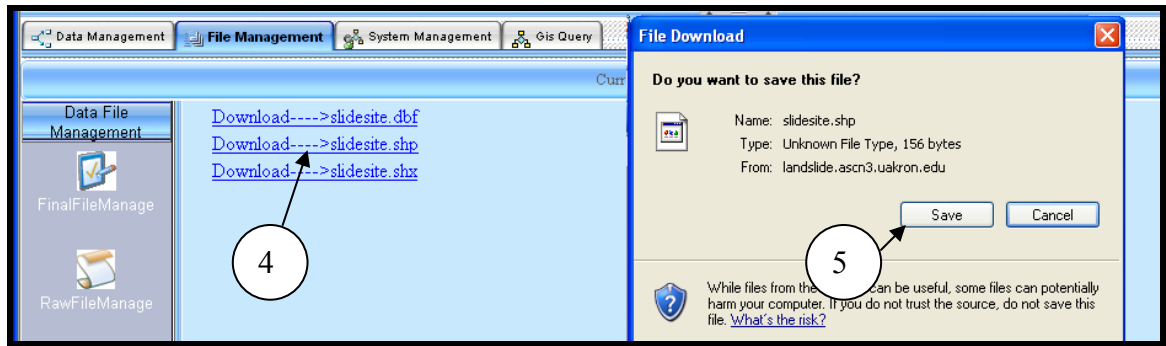 Data Management
File Management
System Management
Gis Query
Curr
Data File
Management
FinalFileManage
RawFileManage
Download---->slidesite.dbf
Download---->slidesite.shp
Download---->slidesite.shx
4
File Download
Do you want to save this file?
Name: slidesite.shp
Type: Unknown File Type, 156 bytes
From: landslide.ascn3.uakron.edu
Save
Cancel
5
While files from the can be useful, some files can potentially
harm your computer. If you do not trust the source, do not save this
file. What's the risk?